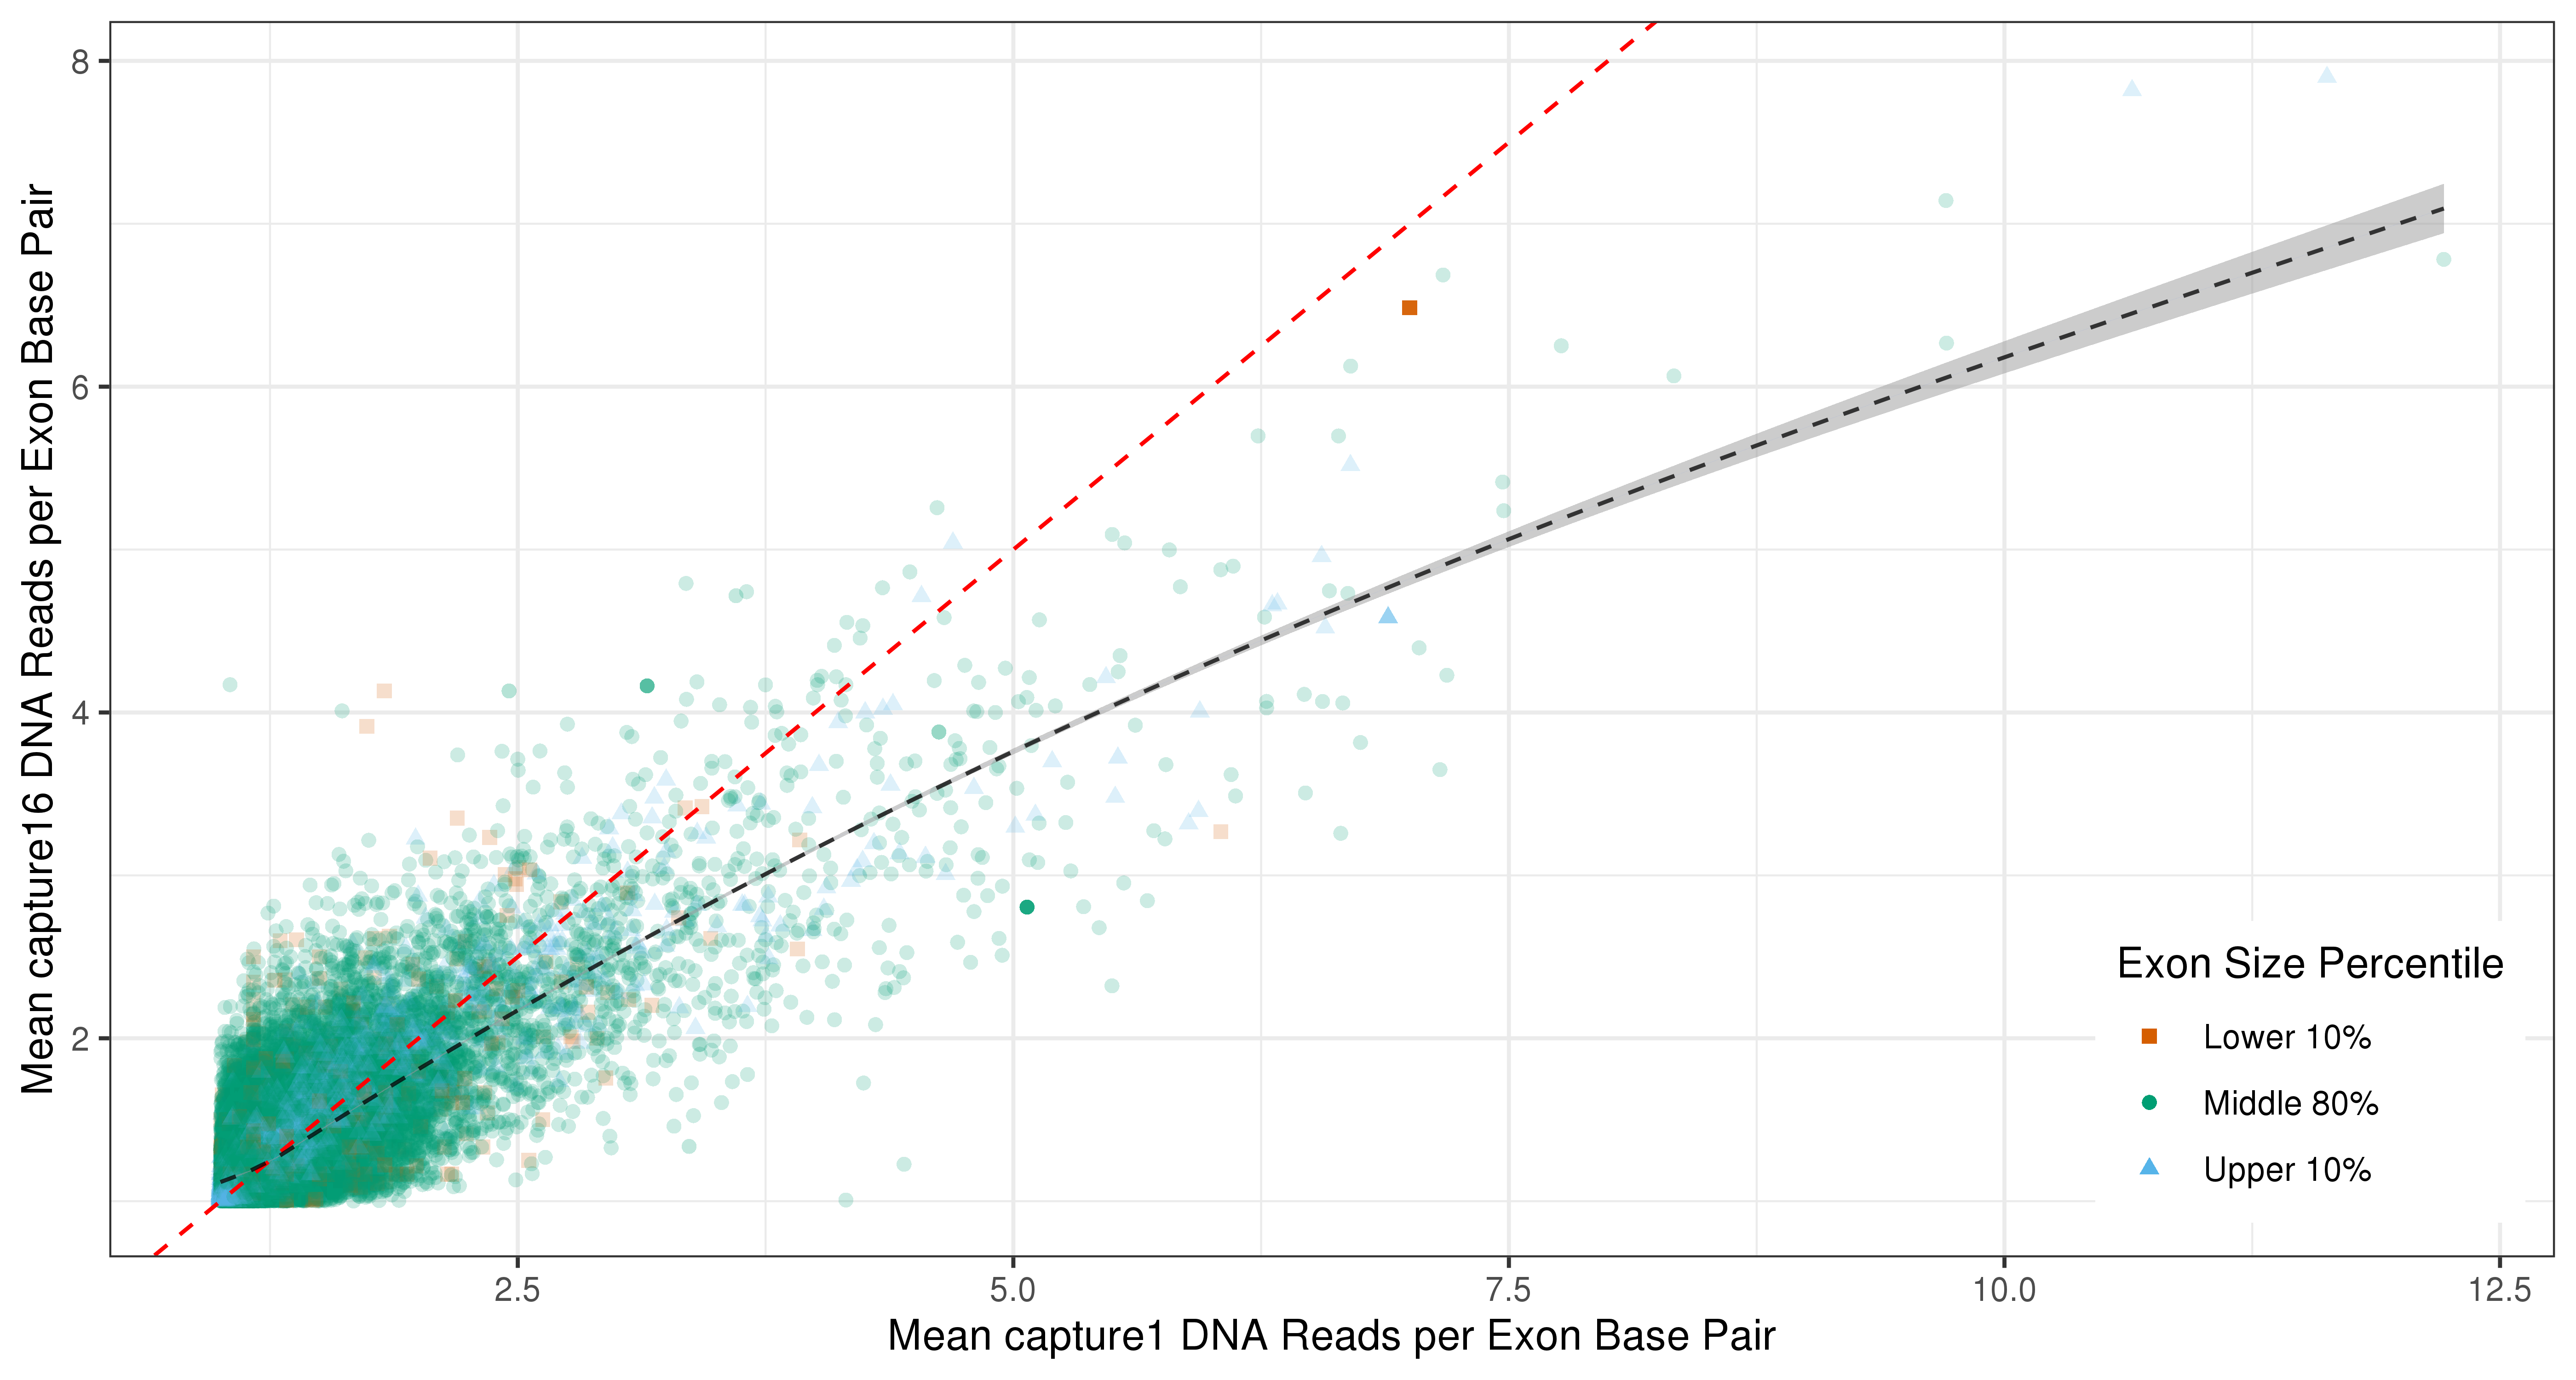 Mean capture16 DNA Reads per Exon Base Pair
8
6
4
2
2.5
5.0
7.5
10.0
12.5
Mean capture1 DNA Reads per Exon Base Pair
Exon Size Percentile
Lower 10%
Middle 80%
Upper 10%